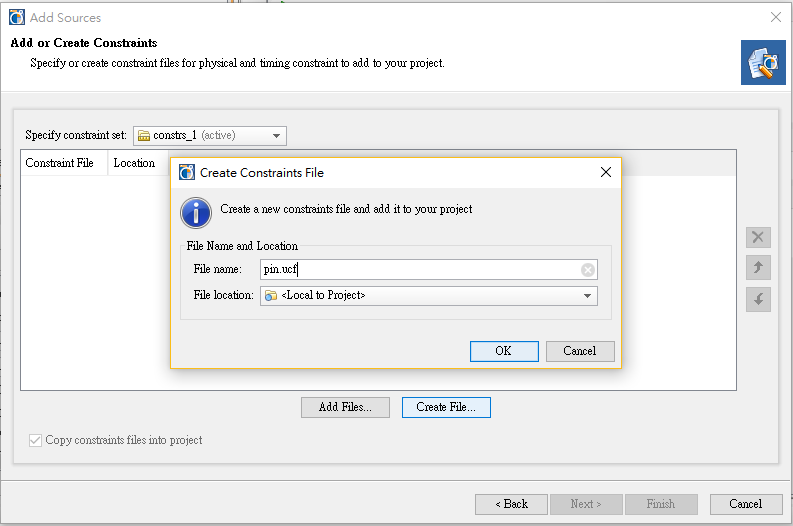 Add Sources
Add or Create Constraints
Specify or create constraint files for physical and timing constraint to add to your project.
Specify constraint set: constrs_1 (active)
Constraint File Location
Create Constraints File
Create a new constraints file and add it to your project
File Name and Location
File name: pin.ucf
File location: <Local to Project>
OK Cancel
Add Files... Create File...
Copy constraints files into project
< Back Next > Finish Cancel